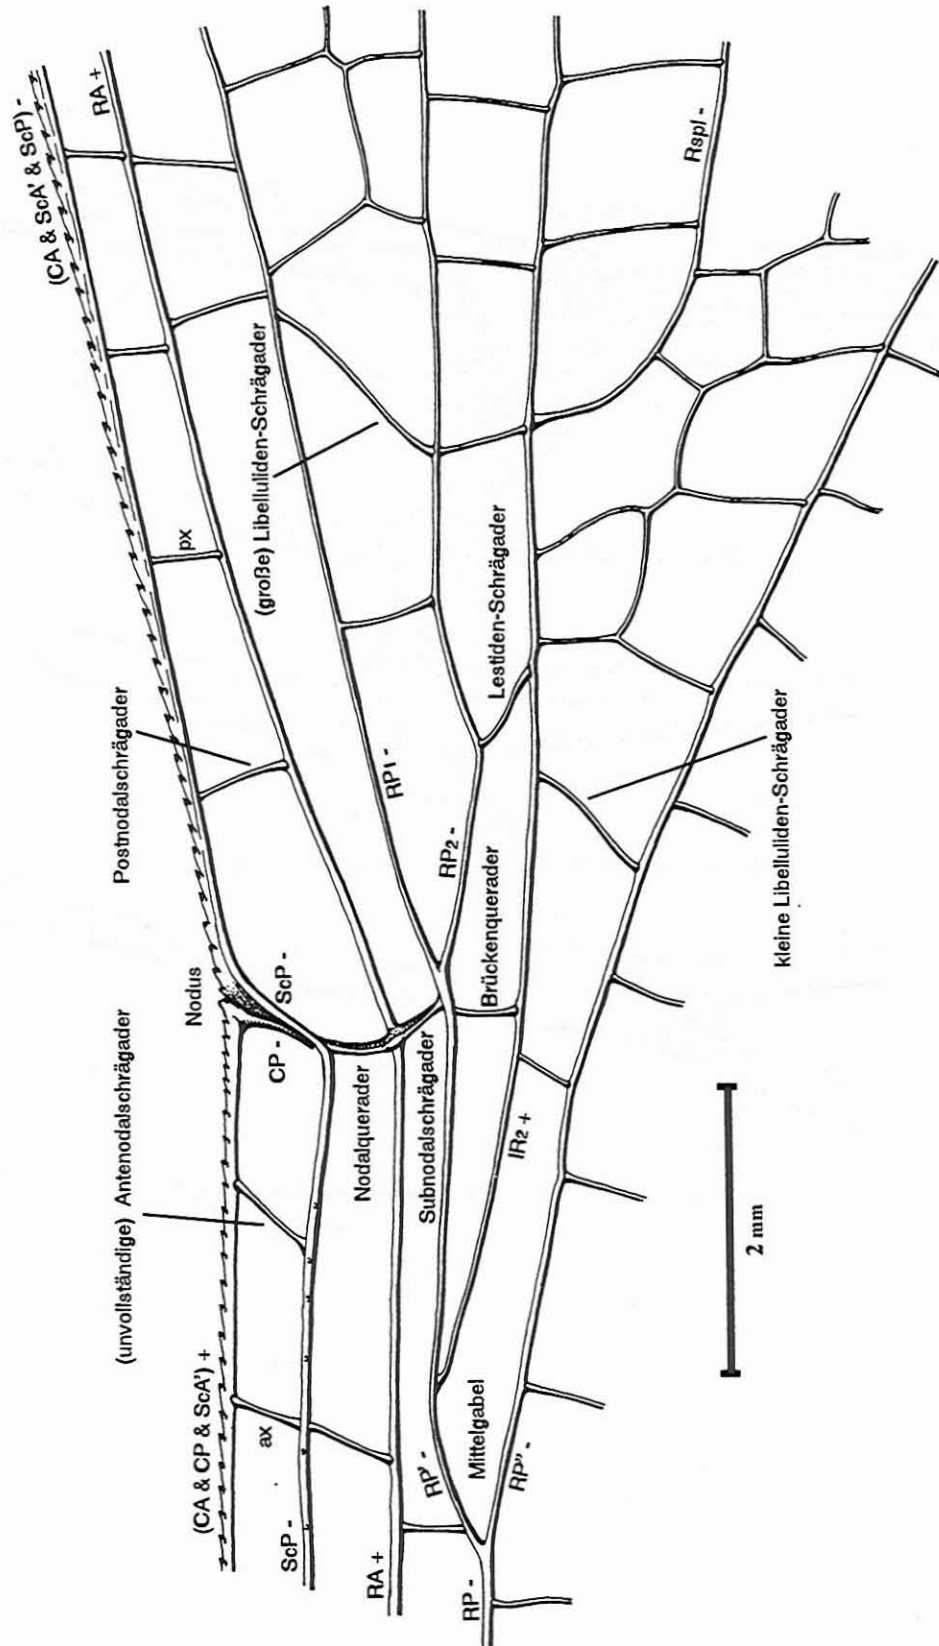 (CA & CP & ScA') +
(unvollständige) Antenodalschrägader
Nodus
Postnodalschrägader
(CA & ScA' & ScP) -
ax
ScP -
CP -
ScP -
px
RA +
RA +
Nodalquerader
(große) Libelluliden-Schrägader
RP -
RP' -
Subnodalschrägader
RP1 -
RP2 -
Mittelgabel
RP'' -
IR2 +
Brückenquerader
Lestiden-Schrägader
Rspl -
kleine Libelluliden-Schrägader
2 mm